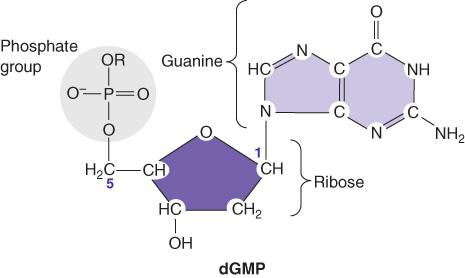 O
Phosphate
group
OR
Guanine
N
C
HC
C
NH
O⁻
P
O
N
C
C
N
NH₂
O
O
1
H₂C
5
CH
CH
Ribose
HC
CH₂
OH
dGMP